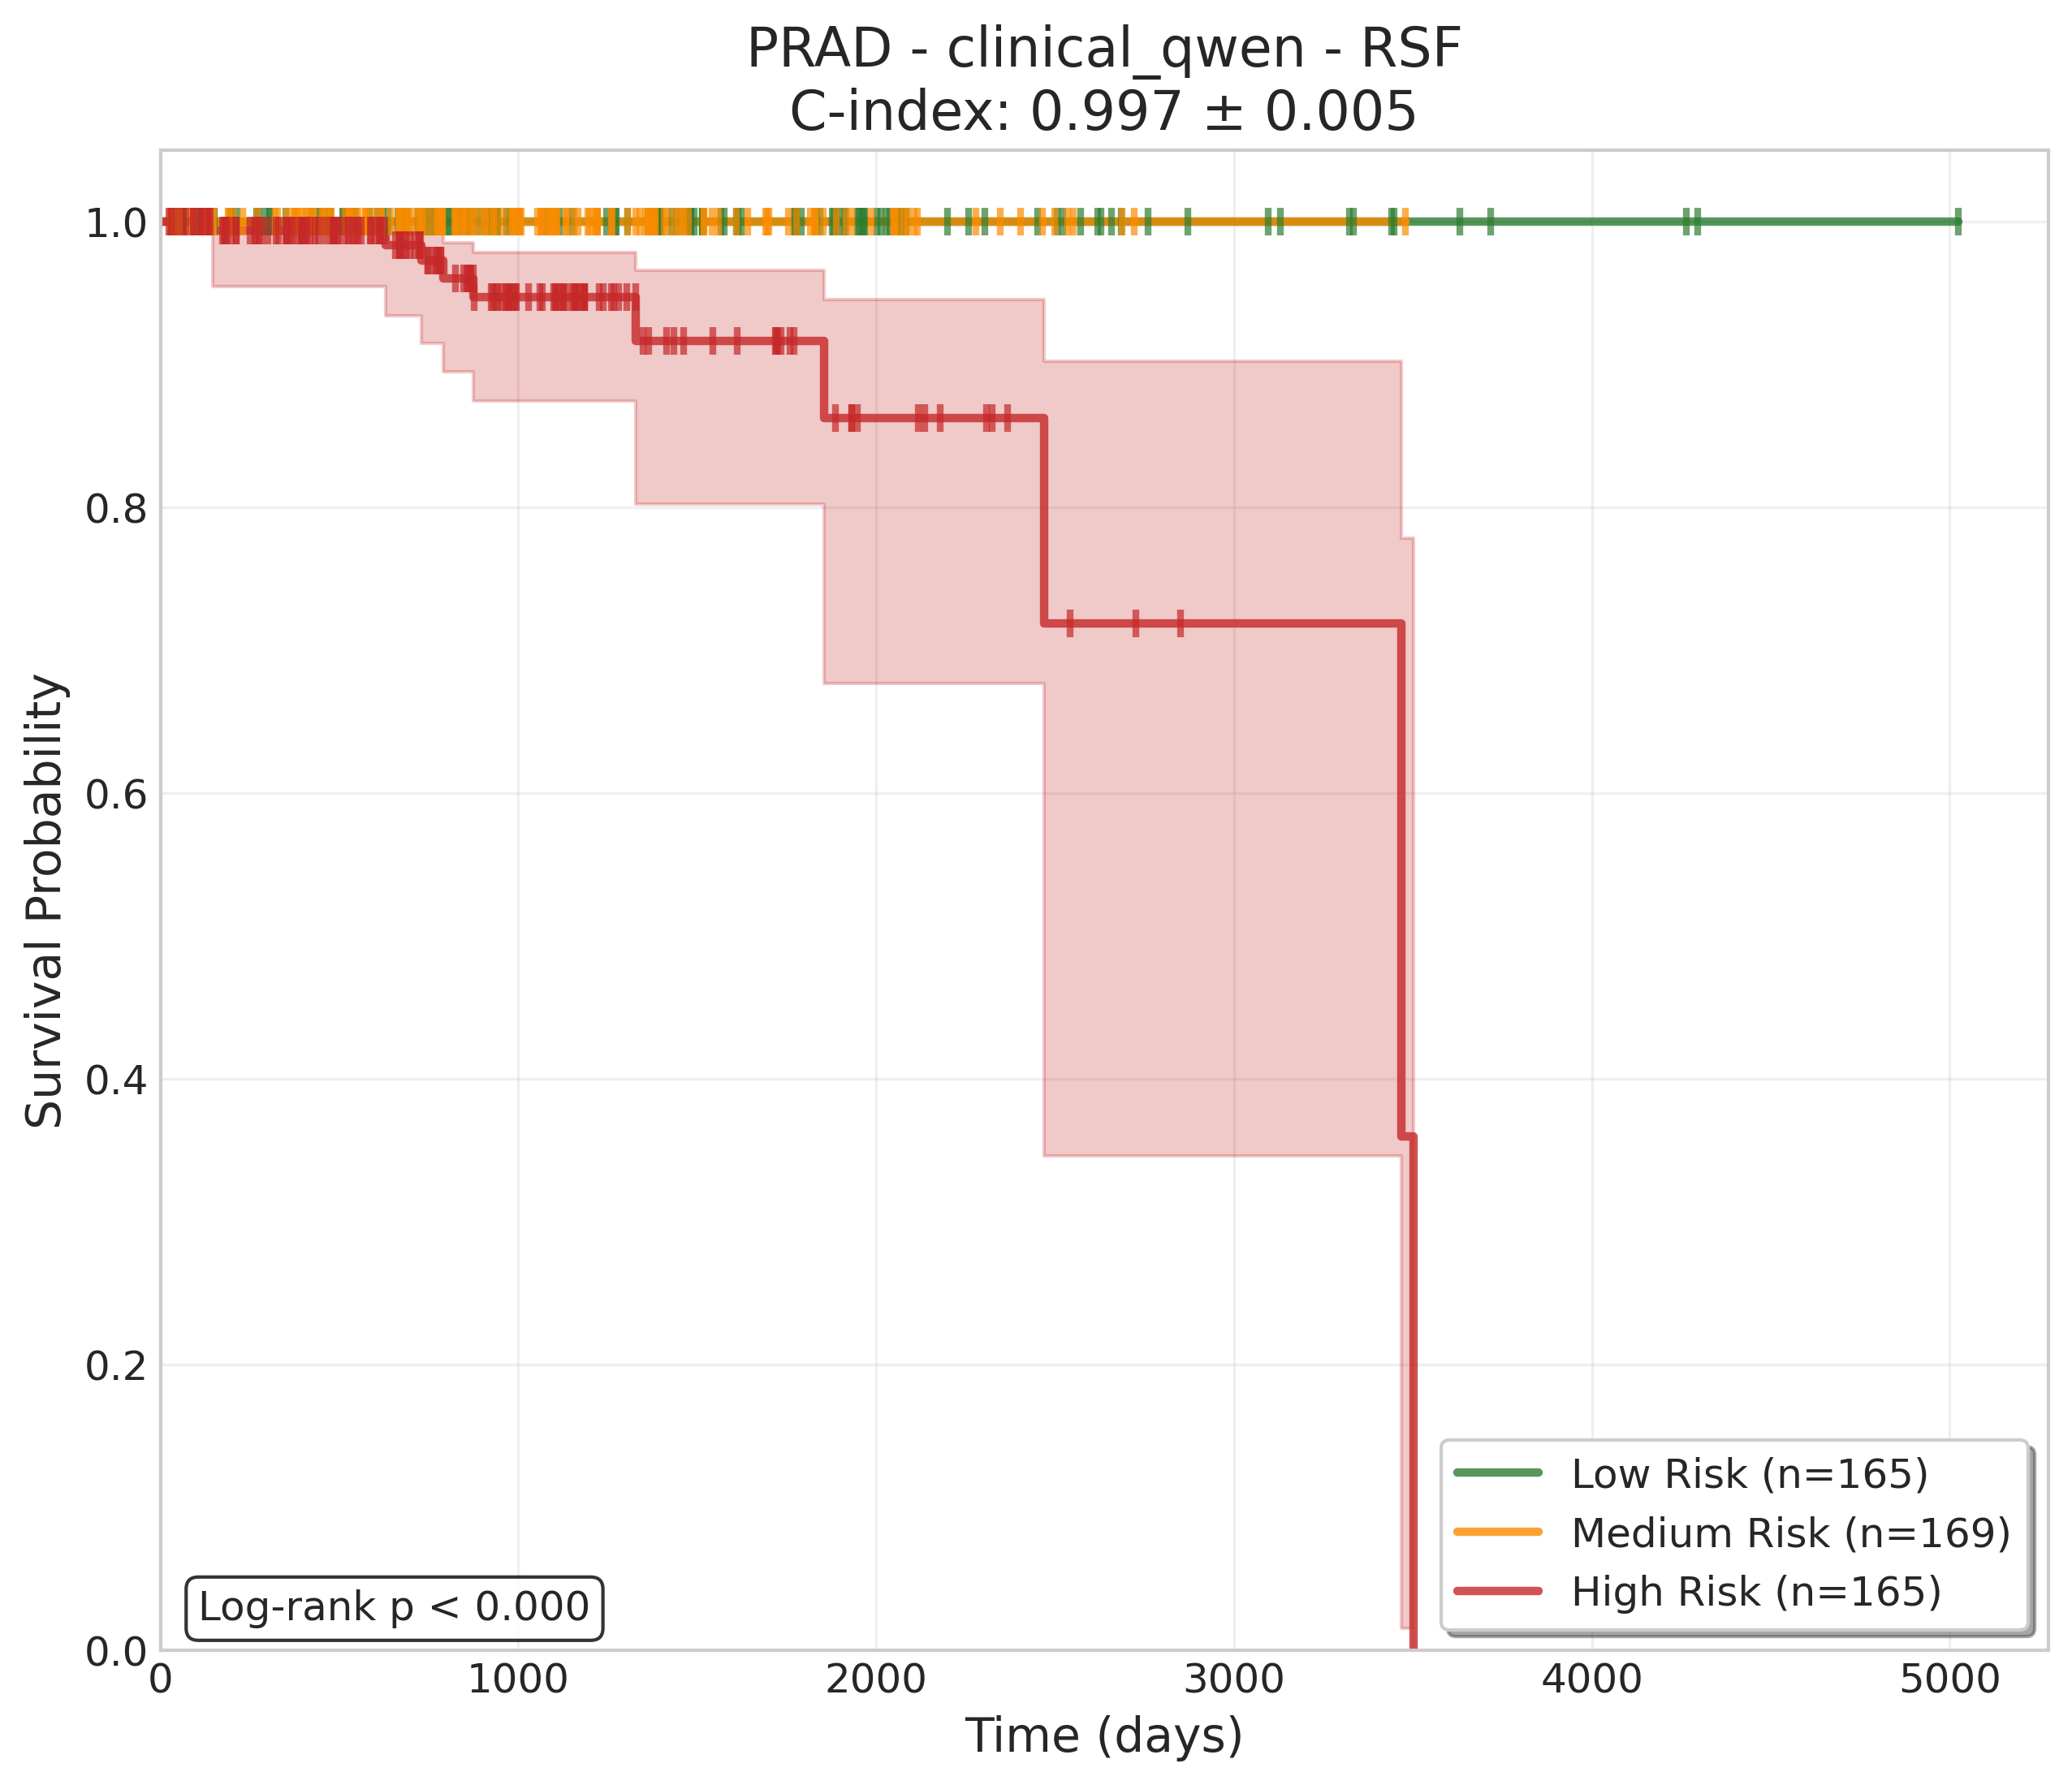 PRAD - clinical_qwen - RSF
C-index: 0.997 ± 0.005
Survival Probability
1.0
0.8
0.6
0.4
0.2
0.0
Log-rank p < 0.000
Low Risk (n=165)
Medium Risk (n=169)
High Risk (n=165)
0 1000 2000 3000 4000 5000
Time (days)